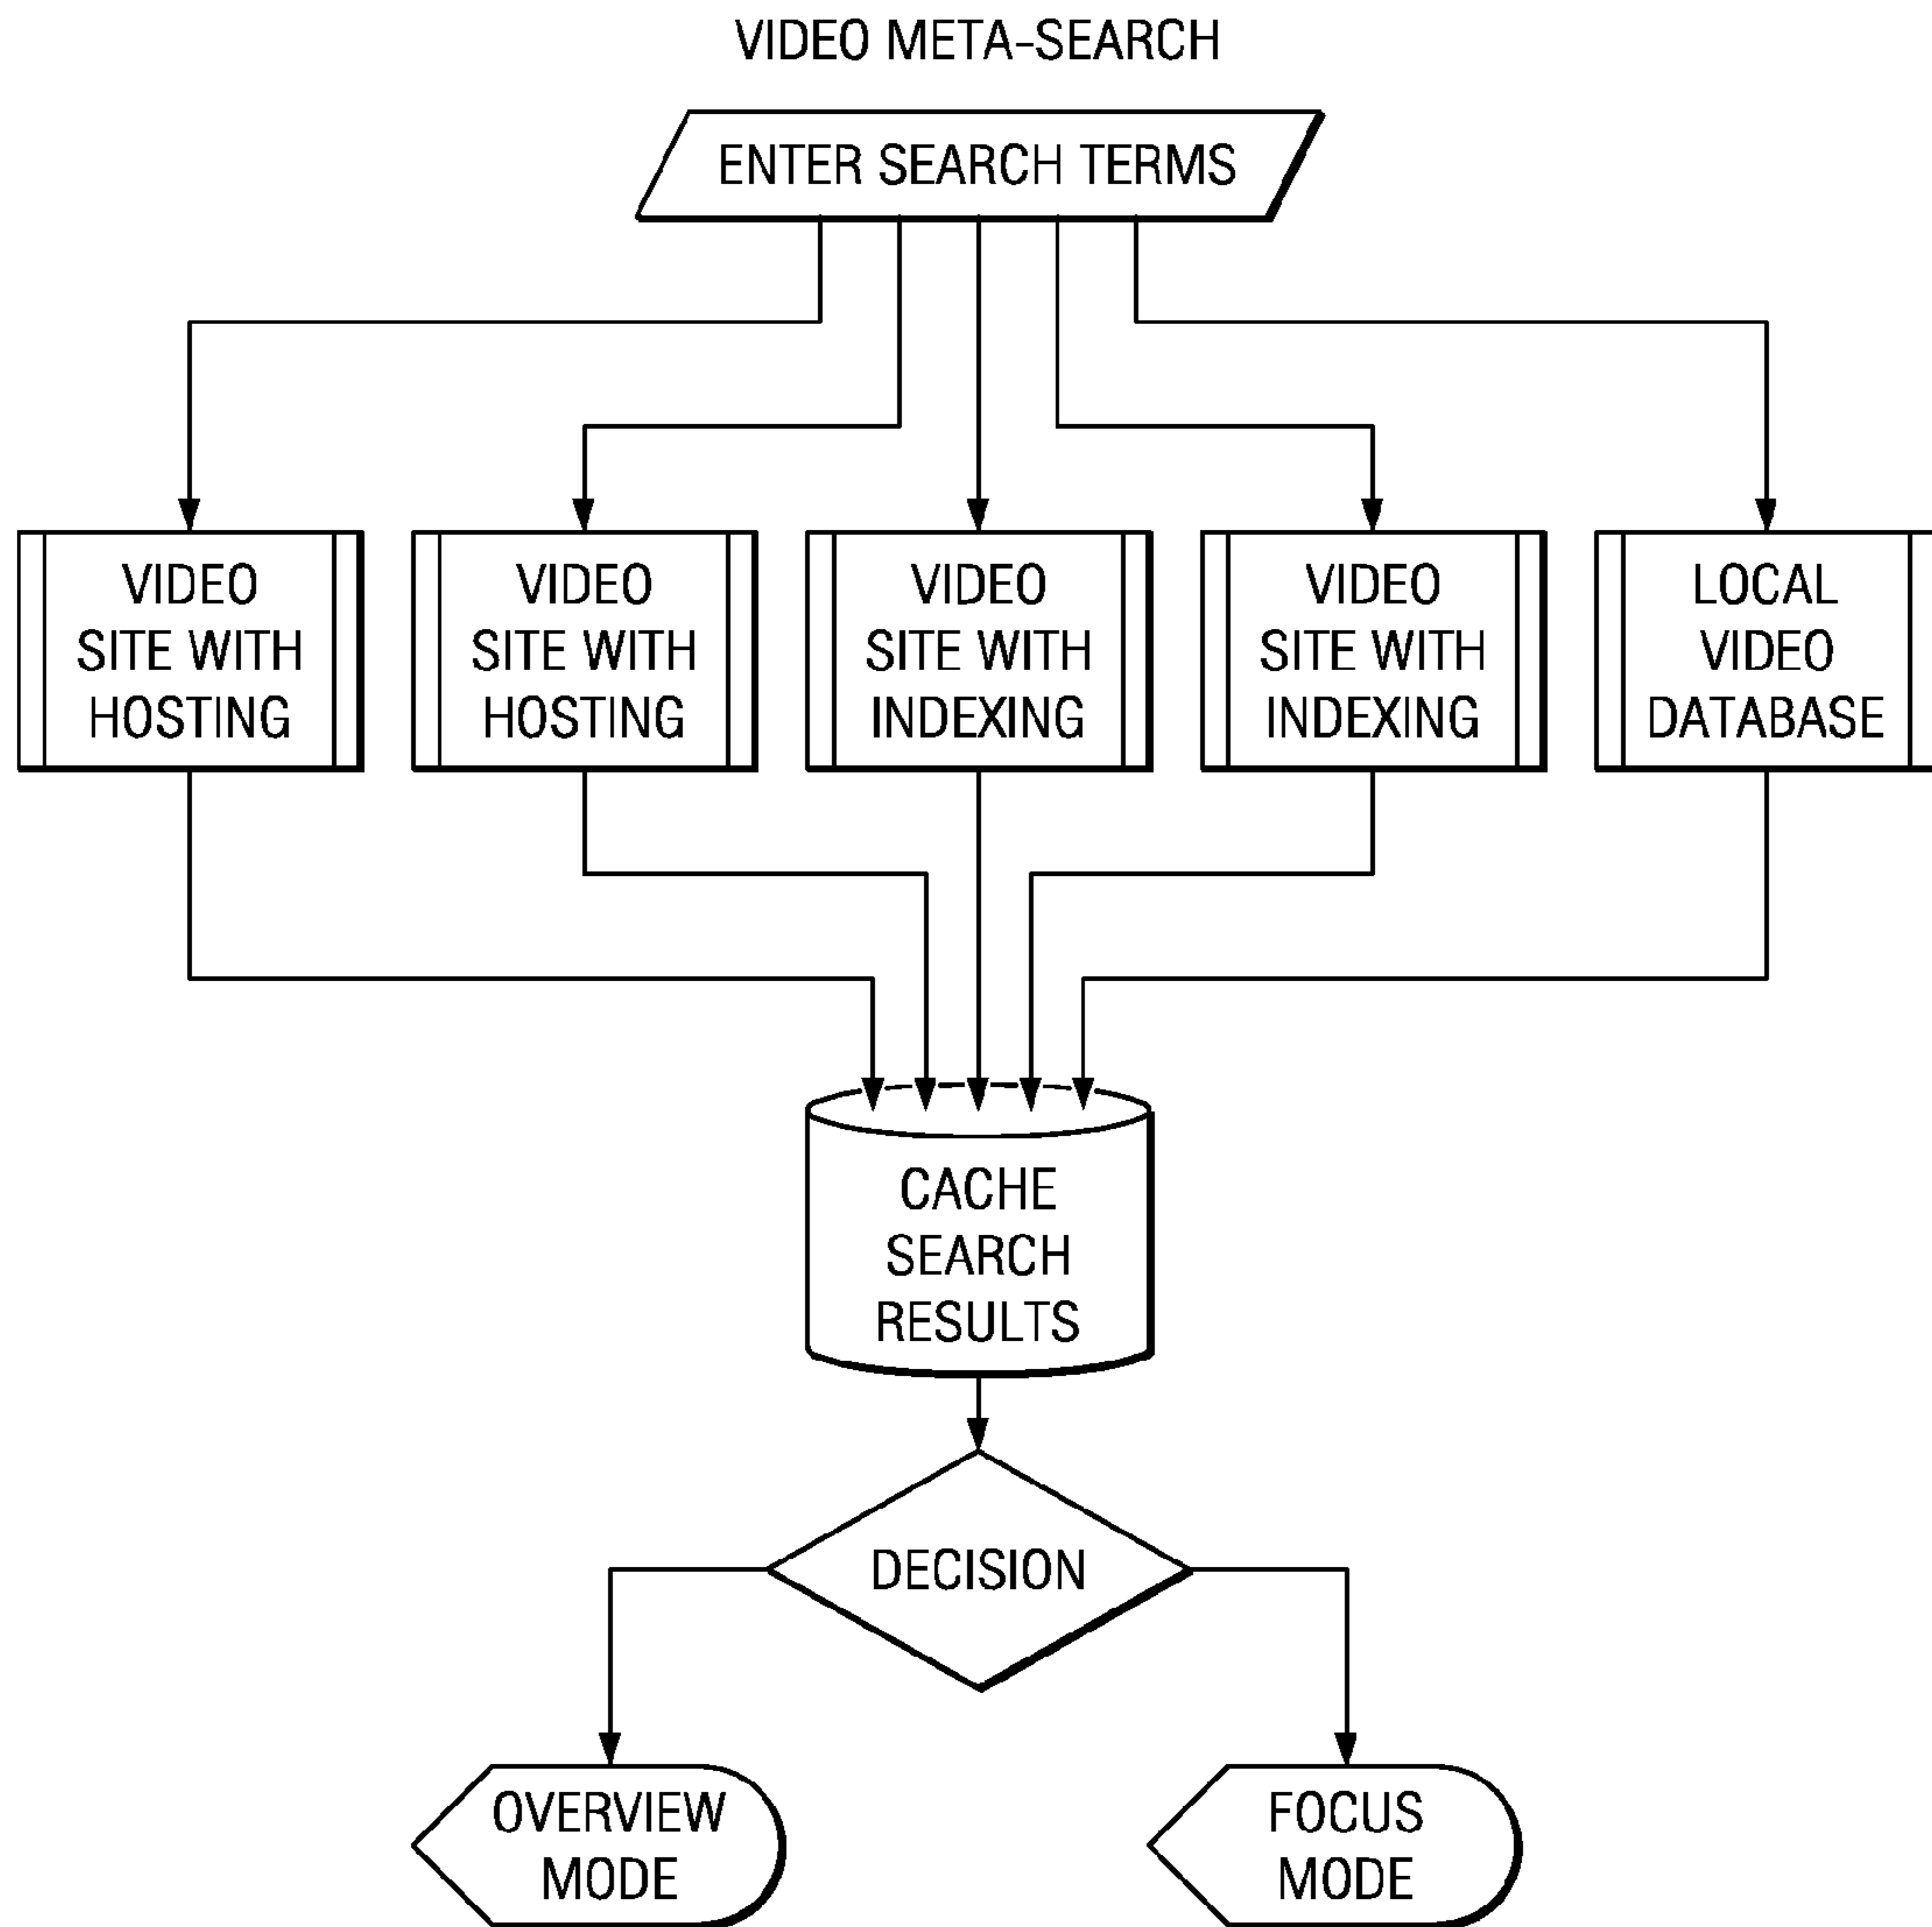 VIDEO META-SEARCH
ENTER SEARCH TERMS
VIDEO
SITE WITH
HOSTING
VIDEO
SITE WITH
HOSTING
VIDEO
SITE WITH
INDEXING
VIDEO
SITE WITH
INDEXING
LOCAL
VIDEO
DATABASE
CACHE
SEARCH
RESULTS
DECISION
OVERVIEW
MODE
FOCUS
MODE